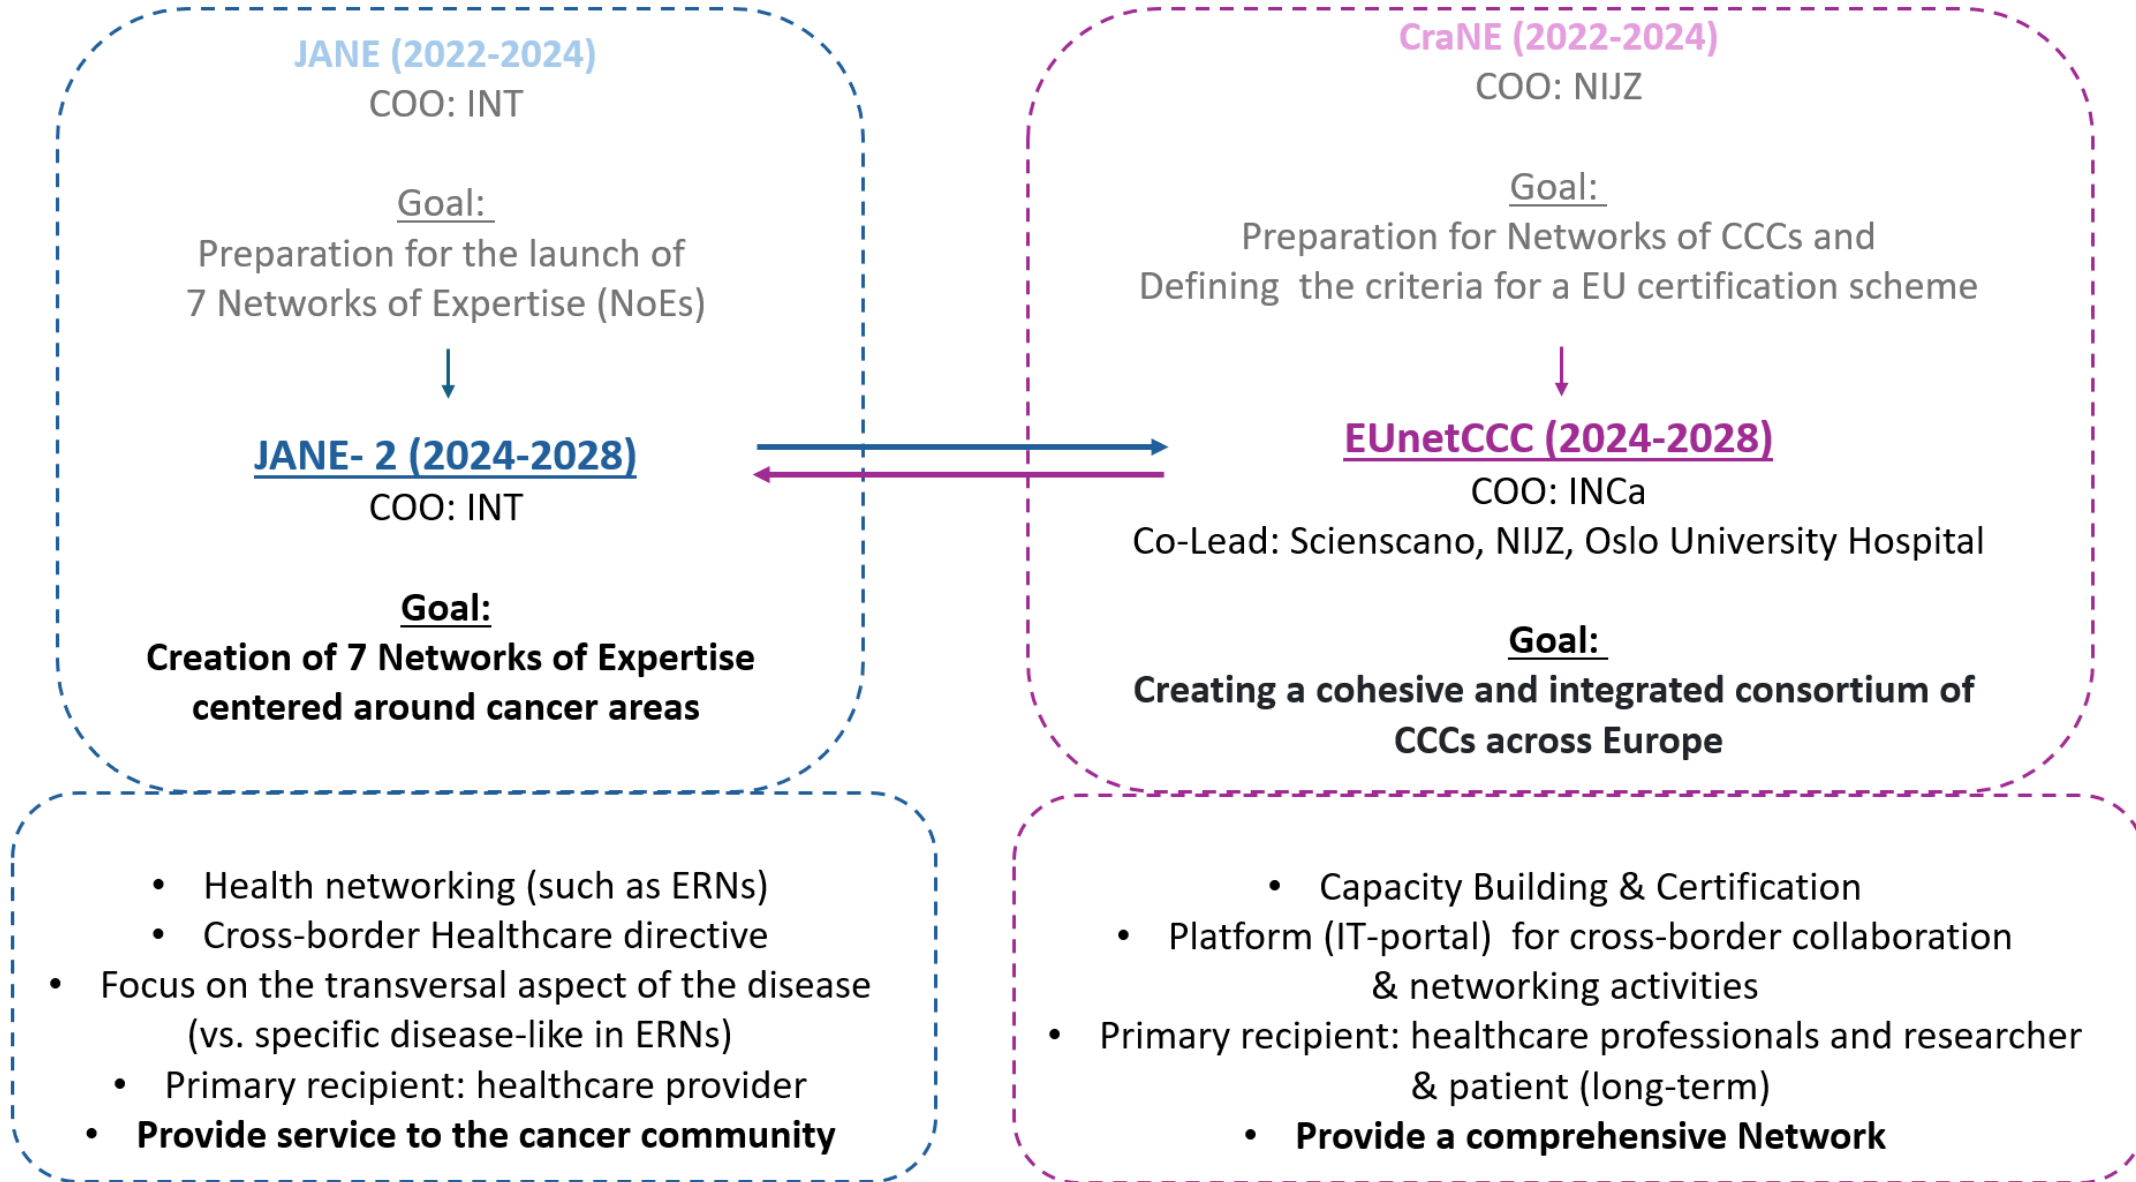 JANE (2022-2024)
COO: INT
Goal:
Preparation for the launch of
7 Networks of Expertise (NoEs)
JANE- 2 (2024-2028)
COO: INT
Goal:
Creation of 7 Networks of Expertise
centered around cancer areas
• Health networking (such as ERNs)
• Cross-border Healthcare directive
• Focus on the transversal aspect of the disease
(vs. specific disease-like in ERNs)
• Primary recipient: healthcare provider
• Provide service to the cancer community
CraNE (2022-2024)
COO: NIJZ
Goal:
Preparation for Networks of CCCs and
Defining the criteria for a EU certification scheme
EUnetCCC (2024-2028)
COO: INCa
Co-Lead: Scienscano, NIJZ, Oslo University Hospital
Goal:
Creating a cohesive and integrated consortium of
CCCs across Europe
• Capacity Building & Certification
• Platform (IT-portal) for cross-border collaboration
& networking activities
• Primary recipient: healthcare professionals and researcher
& patient (long-term)
• Provide a comprehensive Network